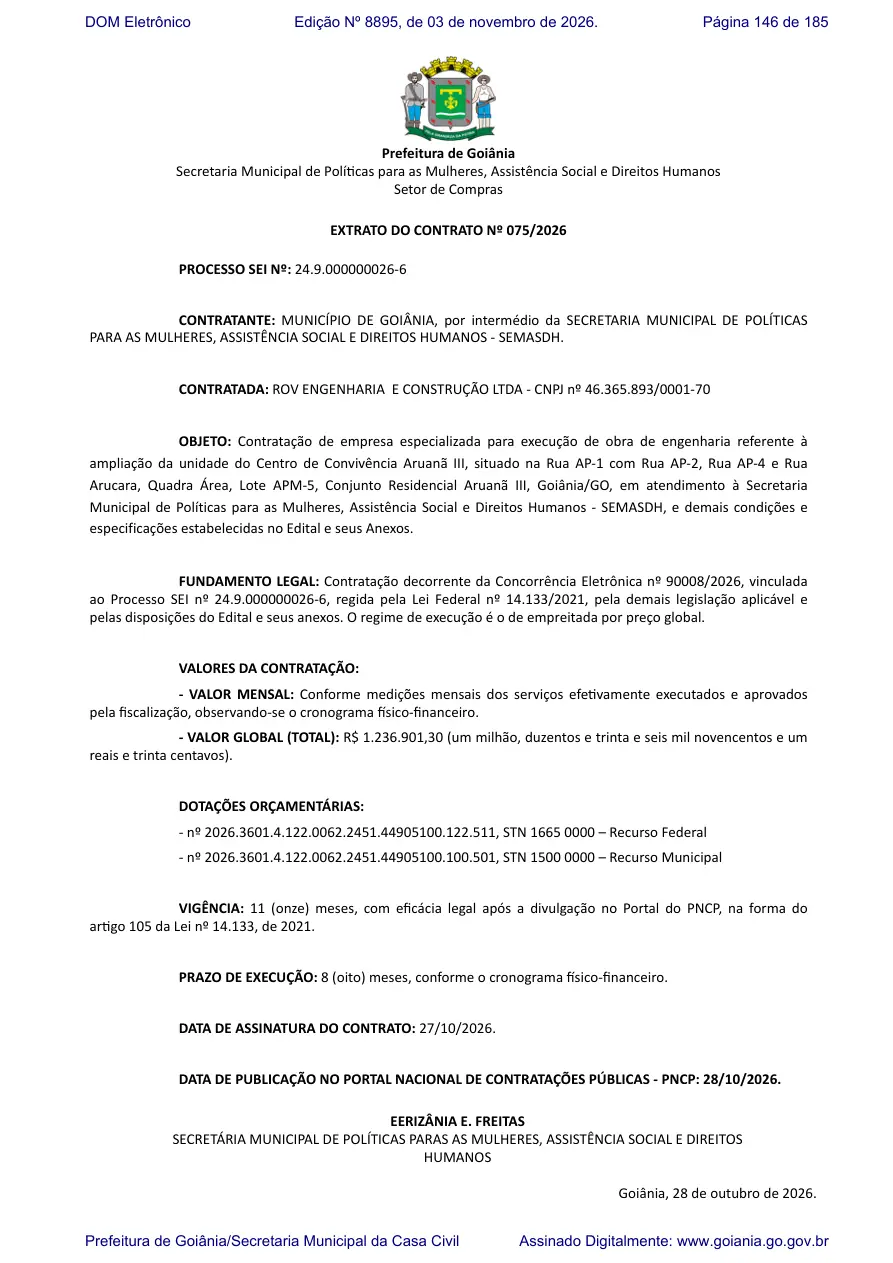 DOM Eletrônico Edição Nº 8895, de 03 de novembro de 2026. Página 146 de 185
PELA GRANDEZA DA PÁTRIA
Prefeitura de Goiânia
Secretaria Municipal de Políticas para as Mulheres, Assistência Social e Direitos Humanos
Setor de Compras
EXTRATO DO CONTRATO Nº 075/2026
PROCESSO SEI Nº: 24.9.000000026-6
CONTRATANTE: MUNICÍPIO DE GOIÂNIA, por intermédio da SECRETARIA MUNICIPAL DE POLÍTICAS
PARA AS MULHERES, ASSISTÊNCIA SOCIAL E DIREITOS HUMANOS - SEMASDH.
CONTRATADA: ROV ENGENHARIA E CONSTRUÇÃO LTDA - CNPJ nº 46.365.893/0001-70
OBJETO: Contratação de empresa especializada para execução de obra de engenharia referente à
ampliação da unidade do Centro de Convivência Aruanã III, situado na Rua AP-1 com Rua AP-2, Rua AP-4 e Rua
Arucara, Quadra Área, Lote APM-5, Conjunto Residencial Aruanã III, Goiânia/GO, em atendimento à Secretaria
Municipal de Políticas para as Mulheres, Assistência Social e Direitos Humanos - SEMASDH, e demais condições e
especificações estabelecidas no Edital e seus Anexos.
FUNDAMENTO LEGAL: Contratação decorrente da Concorrência Eletrônica nº 90008/2026, vinculada
ao Processo SEI nº 24.9.000000026-6, regida pela Lei Federal nº 14.133/2021, pela demais legislação aplicável e
pelas disposições do Edital e seus anexos. O regime de execução é o de empreitada por preço global.
VALORES DA CONTRATAÇÃO:
- VALOR MENSAL: Conforme medições mensais dos serviços efetivamente executados e aprovados
pela fiscalização, observando-se o cronograma físico-financeiro.
- VALOR GLOBAL (TOTAL): R$ 1.236.901,30 (um milhão, duzentos e trinta e seis mil novencentos e um
reais e trinta centavos).
DOTAÇÕES ORÇAMENTÁRIAS:
- nº 2026.3601.4.122.0062.2451.44905100.122.511, STN 1665 0000 – Recurso Federal
- nº 2026.3601.4.122.0062.2451.44905100.100.501, STN 1500 0000 – Recurso Municipal
VIGÊNCIA: 11 (onze) meses, com eficácia legal após a divulgação no Portal do PNCP, na forma do
artigo 105 da Lei nº 14.133, de 2021.
PRAZO DE EXECUÇÃO: 8 (oito) meses, conforme o cronograma físico-financeiro.
DATA DE ASSINATURA DO CONTRATO: 27/10/2026.
DATA DE PUBLICAÇÃO NO PORTAL NACIONAL DE CONTRATAÇÕES PÚBLICAS - PNCP: 28/10/2026.
EERIZÂNIA E. FREITAS
SECRETÁRIA MUNICIPAL DE POLÍTICAS PARAS AS MULHERES, ASSISTÊNCIA SOCIAL E DIREITOS
HUMANOS
Goiânia, 28 de outubro de 2026.
Prefeitura de Goiânia/Secretaria Municipal da Casa Civil Assinado Digitalmente: www.goiania.go.gov.br